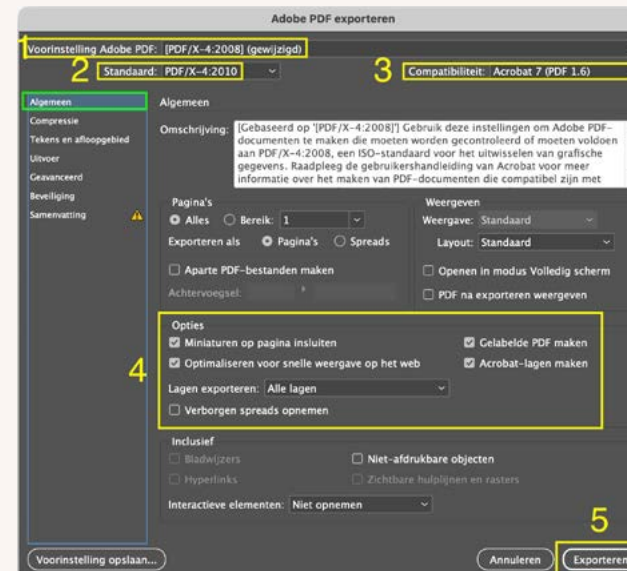 Adobe PDF exporteren
1
Voorinstelling Adobe PDF: [PDF/X-4:2008] (gewijzigd)
2 Standaard: PDF/X-4:2010
3 Compatibiliteit: Acrobat 7 (PDF 1.6)
Algemeen
Compressie
Tekens en afloopgebied
Uitvoer
Geavanceerd
Beveiliging
Samenvatting
Algemeen
Omschrijving: [Gebaseerd op '[PDF/X-4:2008]'] Gebruik deze instellingen om Adobe PDF-
documenten te maken die moeten worden gecontroleerd of moeten voldoen
aan PDF/X-4:2008, een ISO-standaard voor het uitwisselen van grafische
gegevens. Raadpleeg de gebruikershandleiding van Acrobat voor meer
informatie over het maken van PDF-documenten die compatibel zijn met
Pagina's
Alles Bereik: 1
Exporteren als Pagina's Spreads
Aparte PDF-bestanden maken
Achtervoegsel:
Weergeven
Weergave: Standaard
Layout: Standaard
Openen in modus Volledig scherm
PDF na exporteren weergeven
4
Opties
Miniaturen op pagina insluiten Gelabelde PDF maken
Optimaliseren voor snelle weergave op het web Acrobat-lagen maken
Lagen exporteren: Alle lagen
Verborgen spreads opnemen
Inclusief
Bladwijzers Niet-afdrukbare objecten
Hyperlinks Zichtbare hulplijnen en rasters
Interactieve elementen: Niet opnemen
5
Voorinstelling opslaan... Annuleren Exporteren